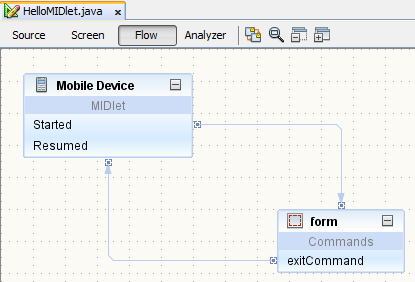 HelloMIDlet.java x
Source Screen Flow Analyzer
Mobile Device
MIDlet
Started
Resumed
form
Commands
exitCommand